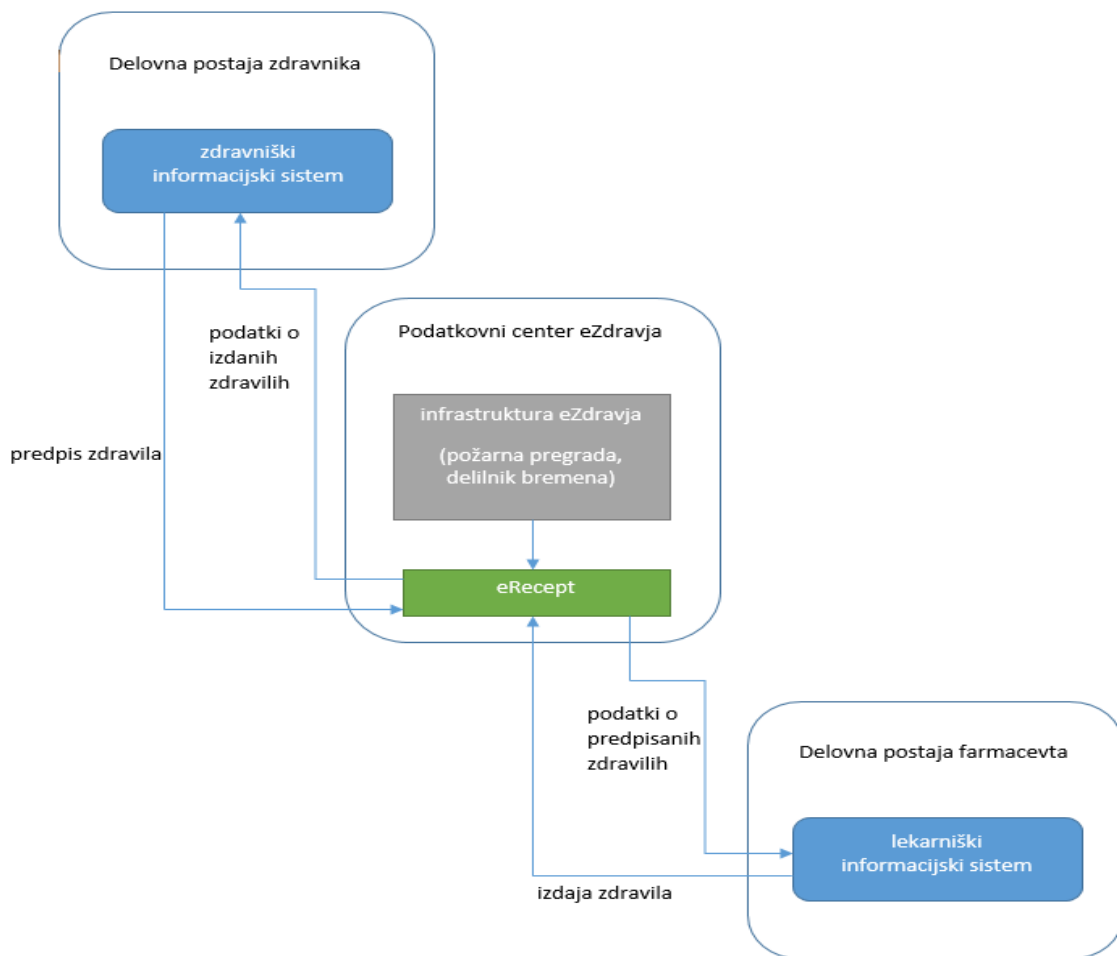 Delovna postaja zdravnika
zdravniški
informacijski sistem
podatki o
izdanih
zdravilih
predpis zdravila
Podatkovni center eZdravja
infrastruktura eZdravja
(požarna pregrada,
delilnik bremena)
eRecept
podatki o
predpisanih
zdravilih
Delovna postaja farmacevta
lekarniški
informacijski sistem
izdaja zdravila